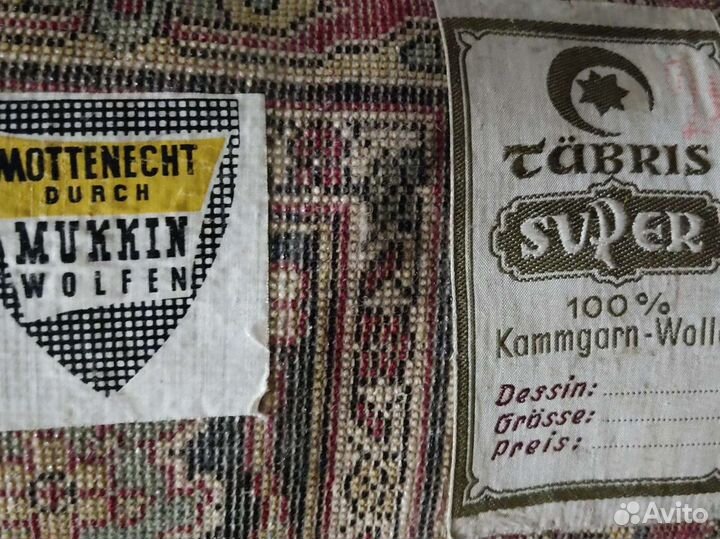 MOTTENECHT
DURCH
MUKKIN
WOLFEN
TÄBRIS
SUPER
100%
Kammgarn-Wolle
Dessin:
Grösse:
Preis:
Avito